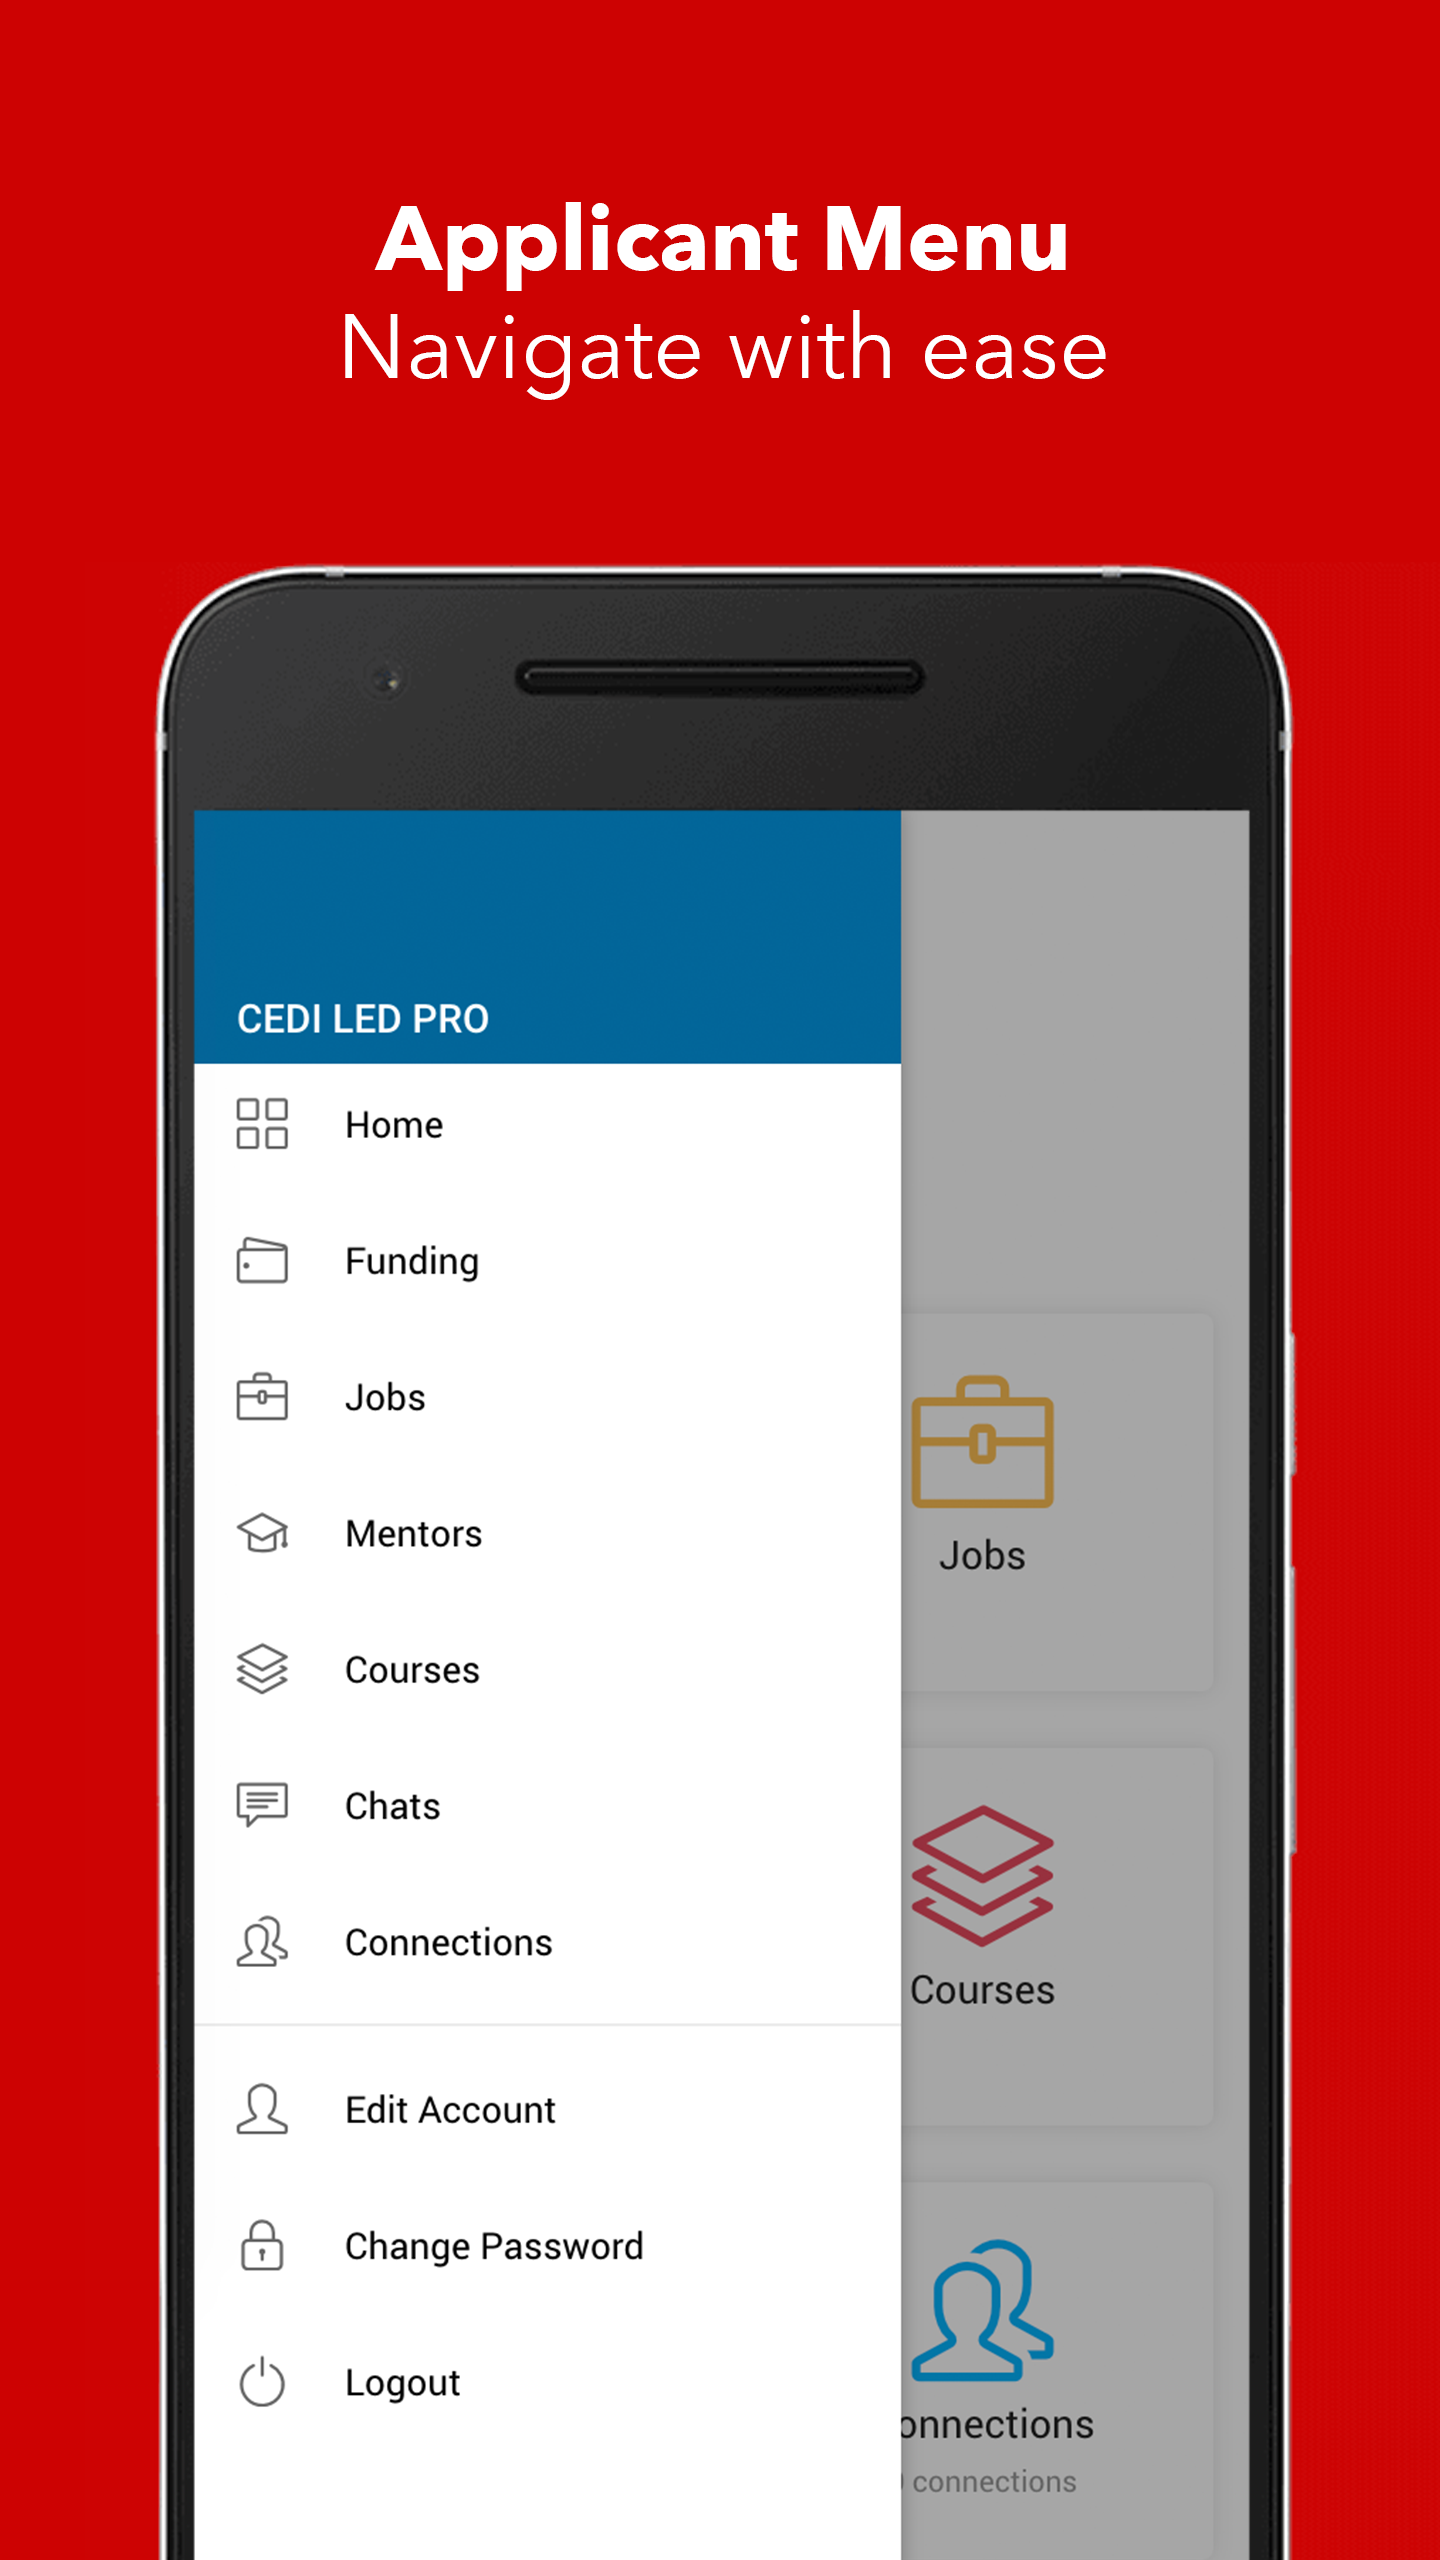 Applicant Menu
Navigate with ease
CEDI LED PRO
Home
Funding
Jobs
Mentors
Courses
Chats
Connections
Edit Account
Change Password
Logout
Jobs
Courses
onnections
connections